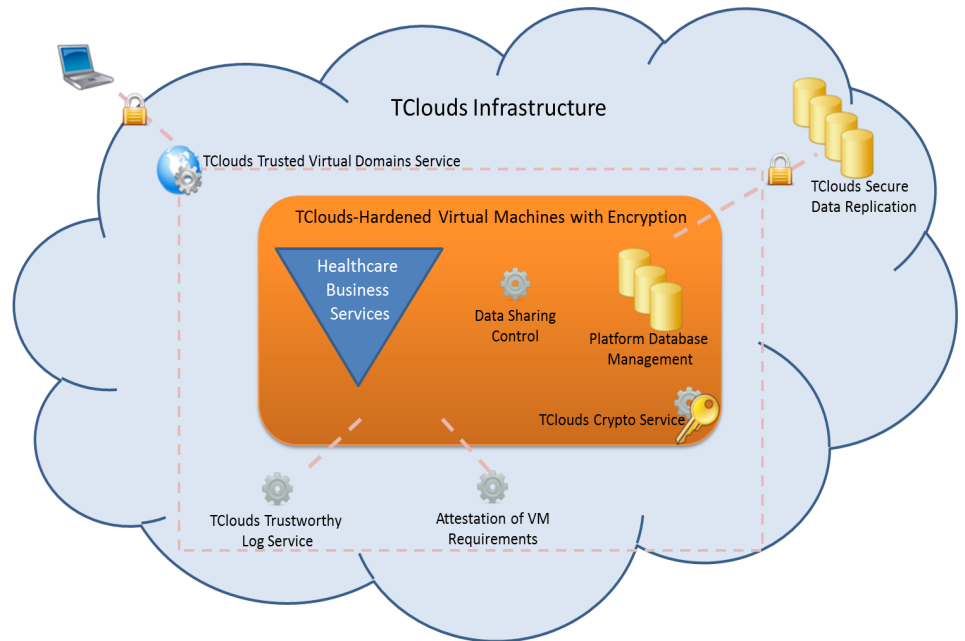 TClouds Infrastructure
TClouds Trusted Virtual Domains Service
TClouds Secure
Data Replication
TClouds-Hardened Virtual Machines with Encryption
Healthcare
Business
Services
Data Sharing
Control
Platform Database
Management
TClouds Crypto Service
TClouds Trustworthy
Log Service
Attestation of VM
Requirements